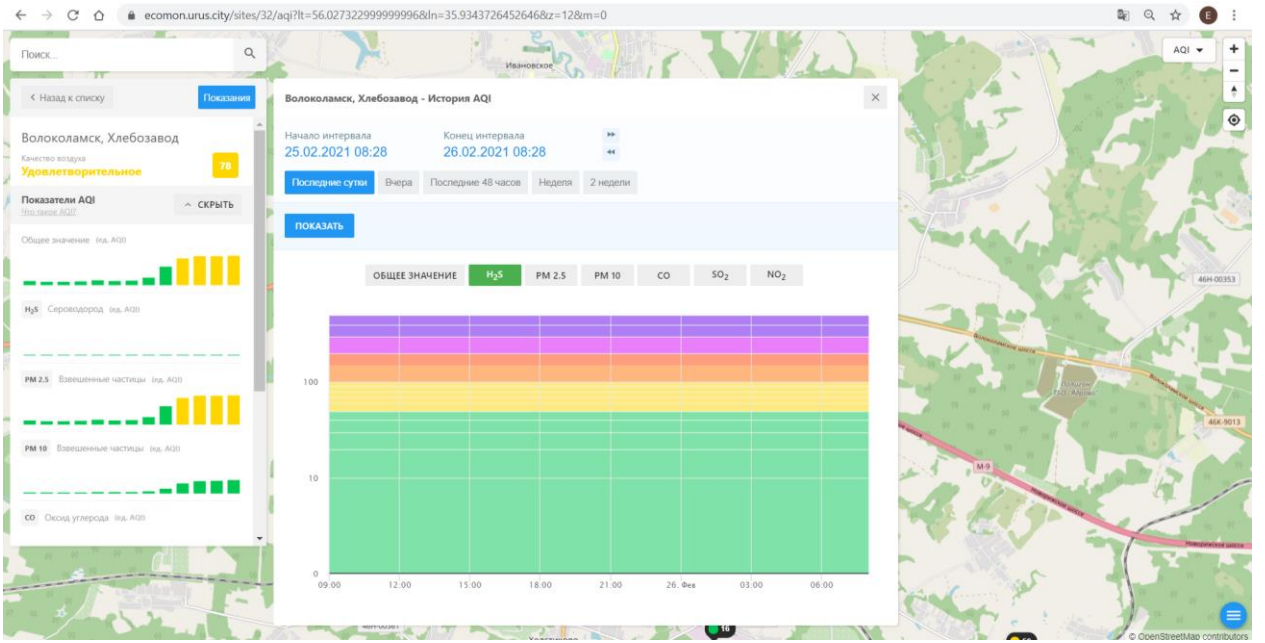 ecomon.urus.city/sites/32/aqi?lt=56.027322999999996&ln=35.93437264526468&z=12&m=0
E
Поиск...
Ивановское
AQI
< Назад к списку
Показания
Волоколамск, Хлебозавод - История AQI
Волоколамск, Хлебозавод
Качество воздуха
Удовлетворительное
78
Начало интервала
Конец интервала
25.02.2021 08:28
26.02.2021 08:28
Последние сутки
Вчера
Последние 48 часов
Неделя
2 недели
Показатели AQI
Что такое AQI?
СКРЫТЬ
ПОКАЗАТЬ
Общее значение (ед. AQI)
ОБЩЕЕ ЗНАЧЕНИЕ
H₂S
PM 2.5
PM 10
CO
SO₂
NO₂
H₂S Сероводород (ед. AQI)
PM 2.5 Взвешенные частицы (ед. AQI)
PM 10 Взвешенные частицы (ед. AQI)
CO Оксид углерода (ед. AQI)
100
10
0
09:00
12:00
15:00
18:00
21:00
26. Фев
03:00
06:00
46Н-00353
Волоколамское шоссе
46К-9013
М-9
Новорижское шоссе
16
© OpenStreetMap contributors